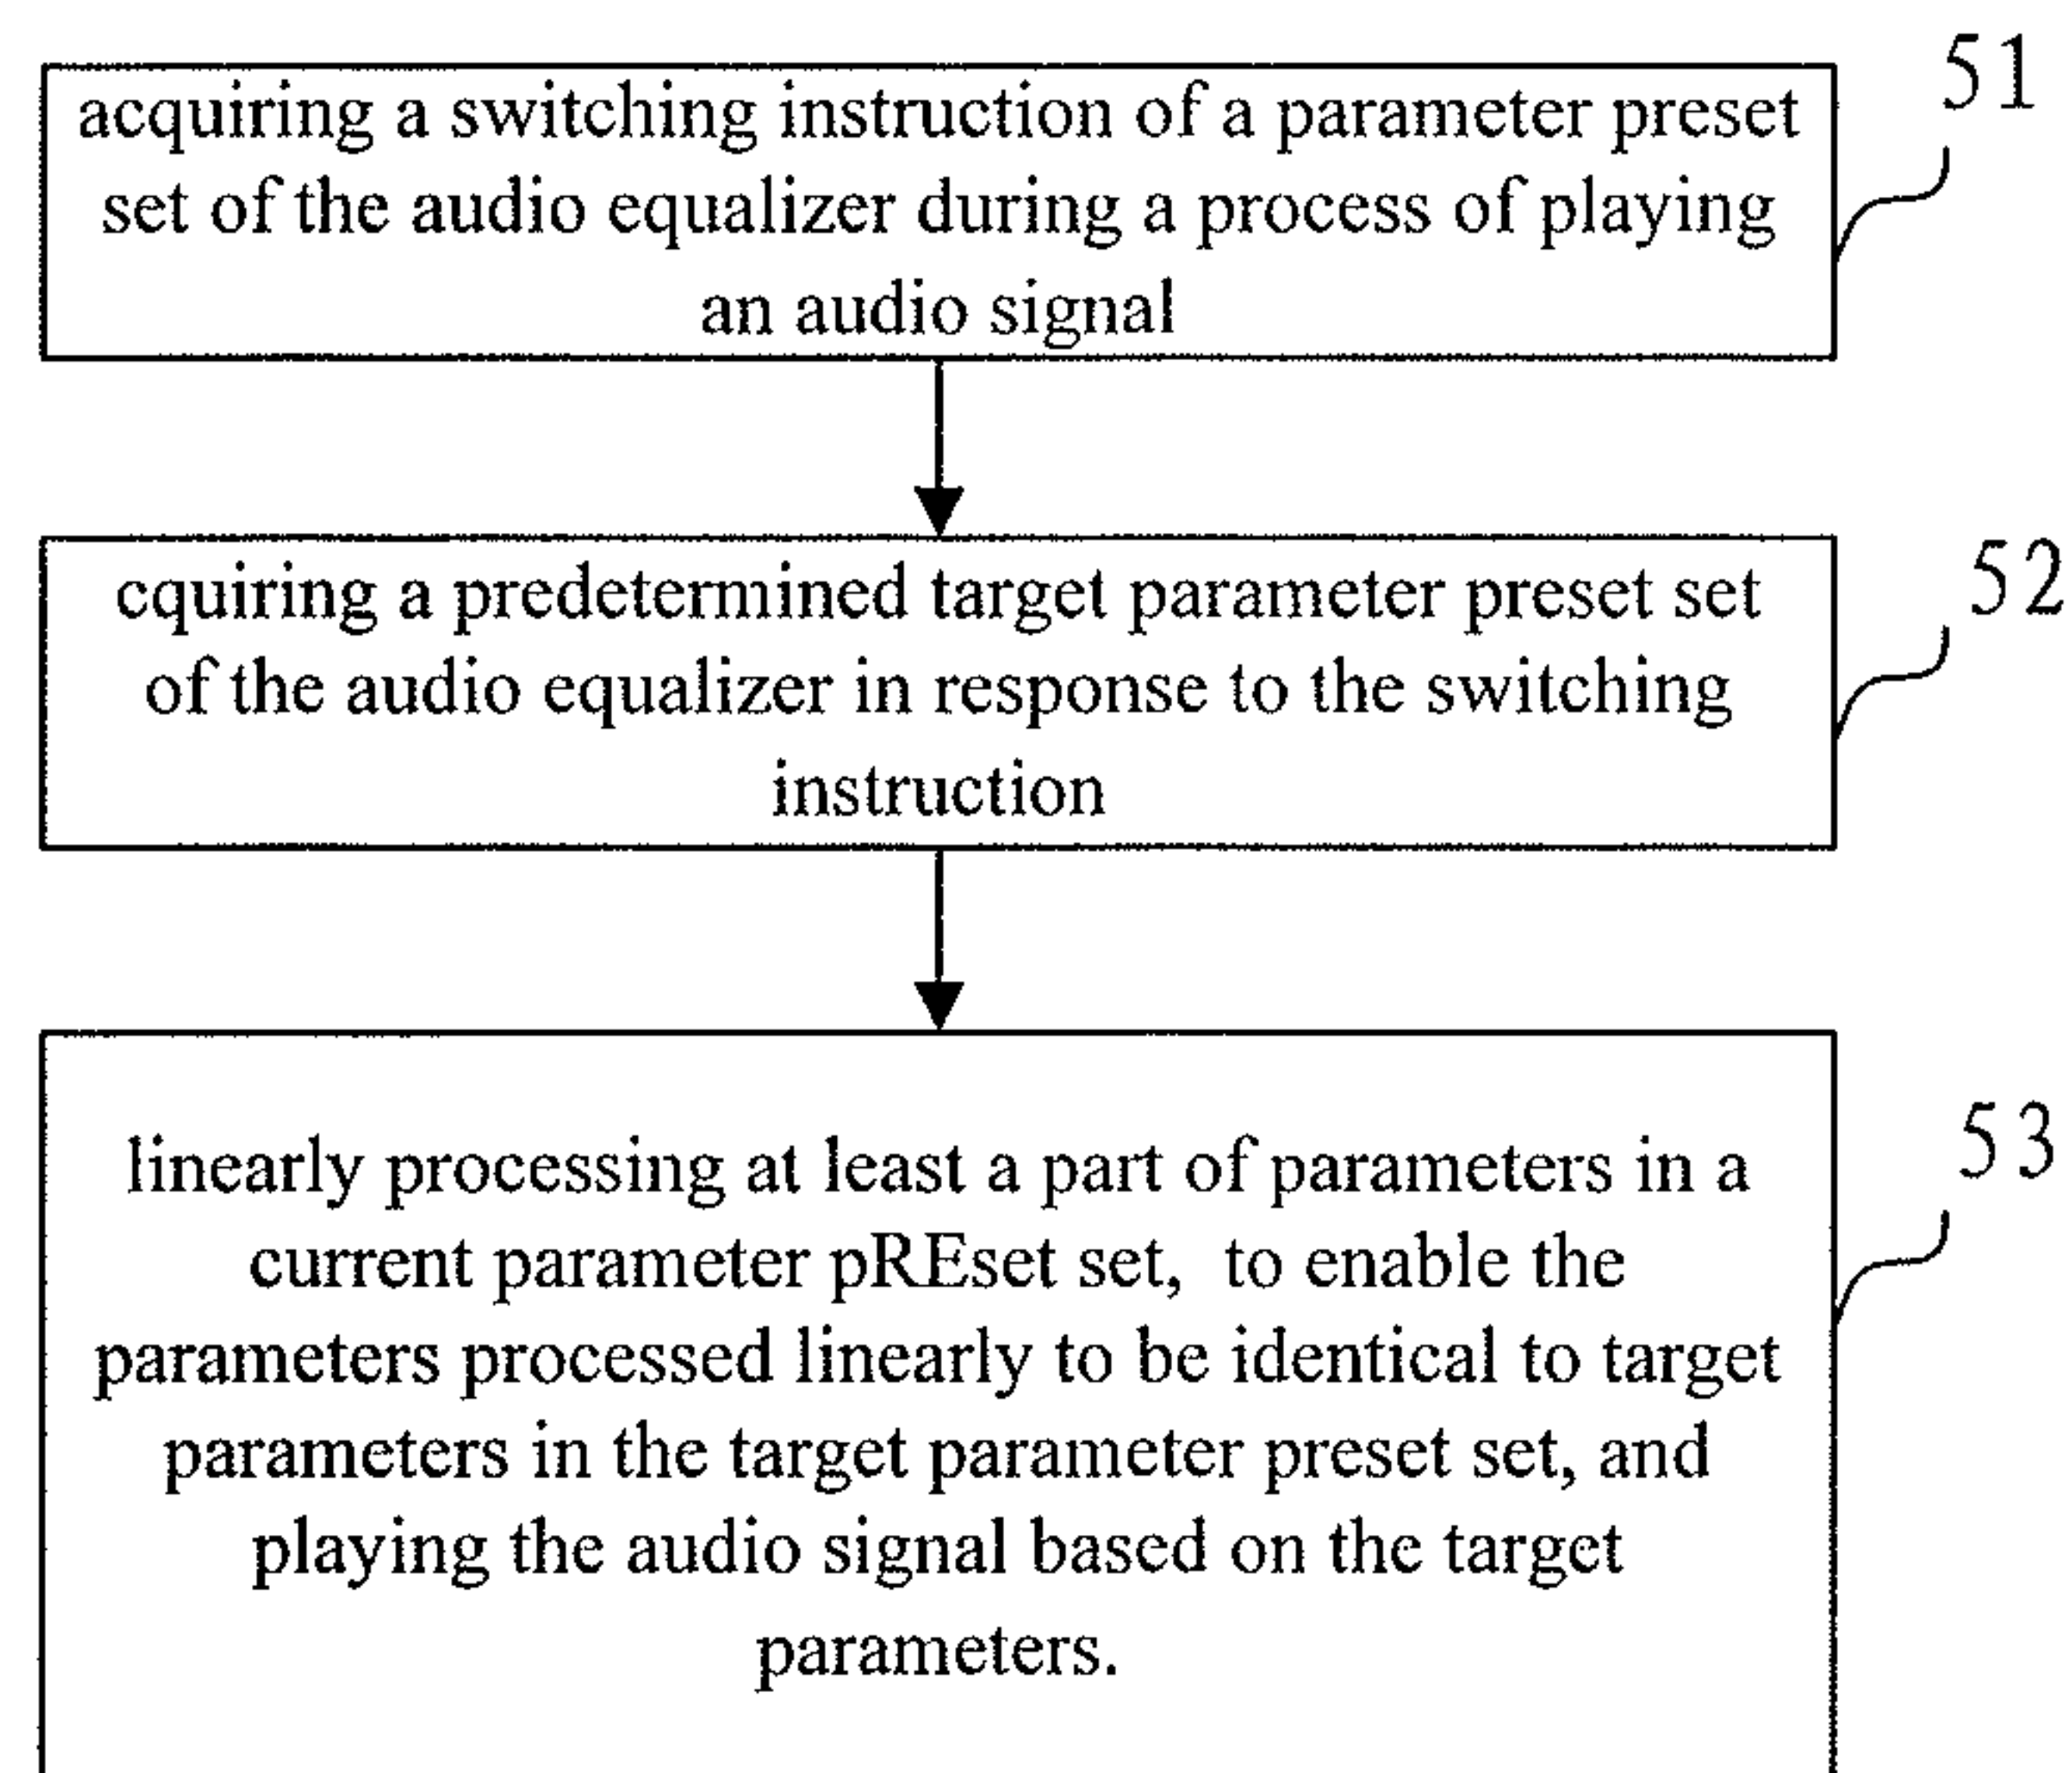 acquiring a switching instruction of a parameter preset
set of the audio equalizer during a process of playing
an audio signal
51
cquiring a predetermined target parameter preset set
of the audio equalizer in response to the switching
instruction
52
linearly processing at least a part of parameters in a
current parameter pREset set, to enable the
parameters processed linearly to be identical to target
parameters in the target parameter preset set, and
playing the audio signal based on the target
parameters.
53